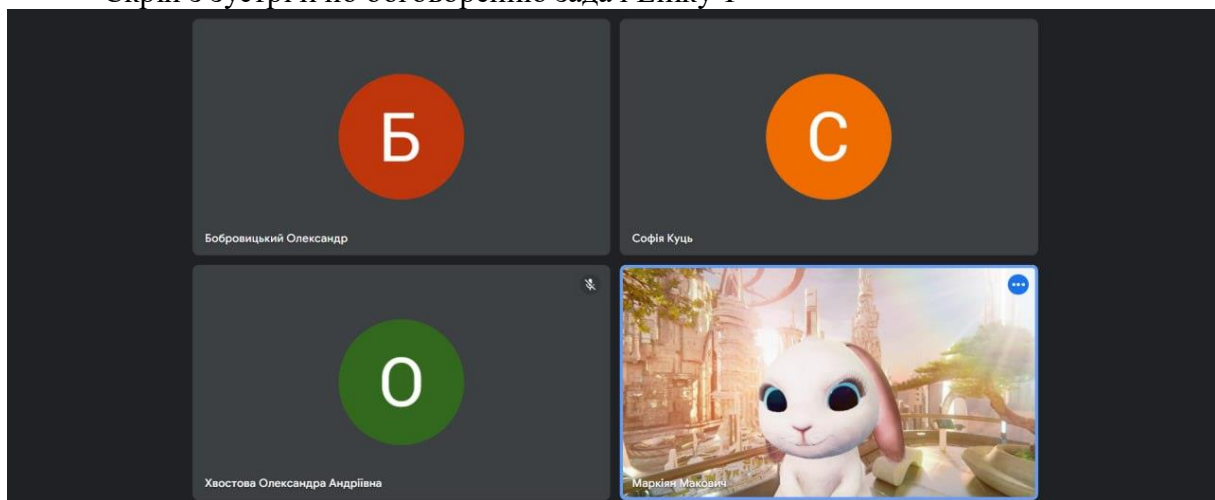 Б
С
Бобровицький Олександр
Софія Куць
О
Хвостова Олександра Андріївна
Маркіян Макович